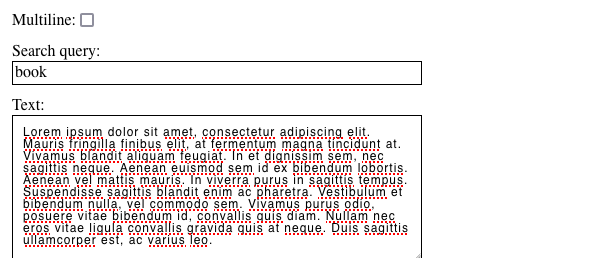 Multiline:
Search query:
book
Text:
Lorem ipsum dolor sit amet, consectetur adipiscing elit.
Mauris fringilla finibus elit, at fermentum magna tincidunt at.
Vivamus blandit aliquam feugiat. In et dignissim sem, nec
sagittis neque. Aenean euismod sem id ex bibendum lobortis.
Aenean vel mattis mauris. In viverra purus in sagittis tempus.
Suspendisse sagittis blandit enim ac pharetra. Vestibulum et
bibendum nulla, vel commodo sem. Vivamus purus odio,
posuere vitae bibendum id, convallis quis diam. Nullam nec
eros vitae ligula convallis gravida quis at neque. Duis sagittis
ullamcorper est, ac varius leo.